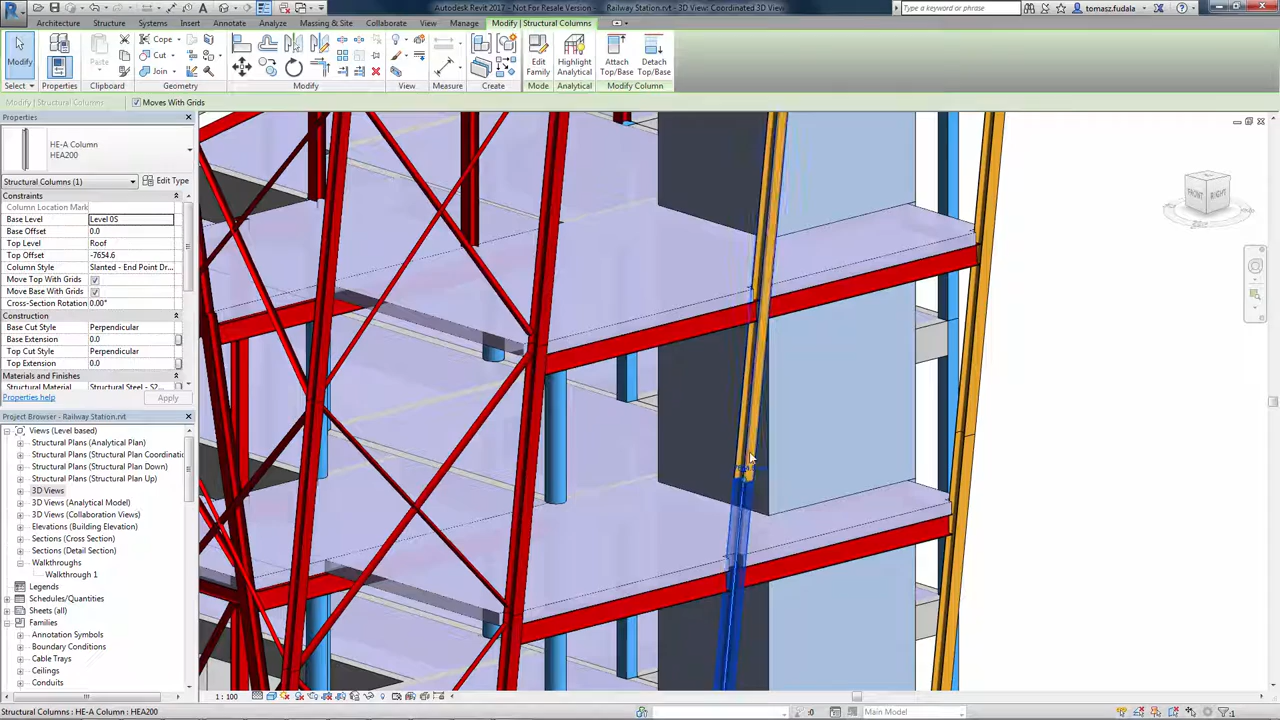 Autodesk Revit 2017 - Not For Resale Version - Railway Station.rvt - 3D View: Coordinated 3D View
Type a keyword or phrase
tomasz.fudala
Architecture Structure Systems Insert Annotate Analyze Massing & Site Collaborate View Manage Modify | Structural Columns
Modify
Paste
Cope
Cut
Join
Edit Family
Highlight Analytical
Attach Top/Base
Detach Top/Base
Select Properties Clipboard Geometry Modify View Measure Create Mode Analytical Modify Column
Modify | Structural Columns Moves With Grids
Properties
HE-A Column
HEA200
Structural Columns (1) Edit Type
Constraints
Column Location Mark
Base Level Level 0S
Base Offset 0.0
Top Level Roof
Top Offset -7654.6
Column Style Slanted - End Point Dr...
Move Top With Grids
Move Base With Grids
Cross-Section Rotation 0.00°
Construction
Base Cut Style Perpendicular
Base Extension 0.0
Top Cut Style Perpendicular
Top Extension 0.0
Materials and Finishes
Structural Material Structural Steel - S2...
Properties help Apply
Project Browser - Railway Station.rvt
Views (Level based)
Structural Plans (Analytical Plan)
Structural Plans (Structural Plan Coordinatio
Structural Plans (Structural Plan Down)
Structural Plans (Structural Plan Up)
3D Views
3D Views (Analytical Model)
3D Views (Collaboration Views)
Elevations (Building Elevation)
Sections (Cross Section)
Sections (Detail Section)
Walkthroughs
Walkthrough 1
Legends
Schedules/Quantities
Sheets (all)
Families
Annotation Symbols
Boundary Conditions
Cable Trays
Ceilings
Conduits
FRONT RIGHT
1 : 100
Structural Columns : HE-A Column : HEA200
:0
Main Model
:1